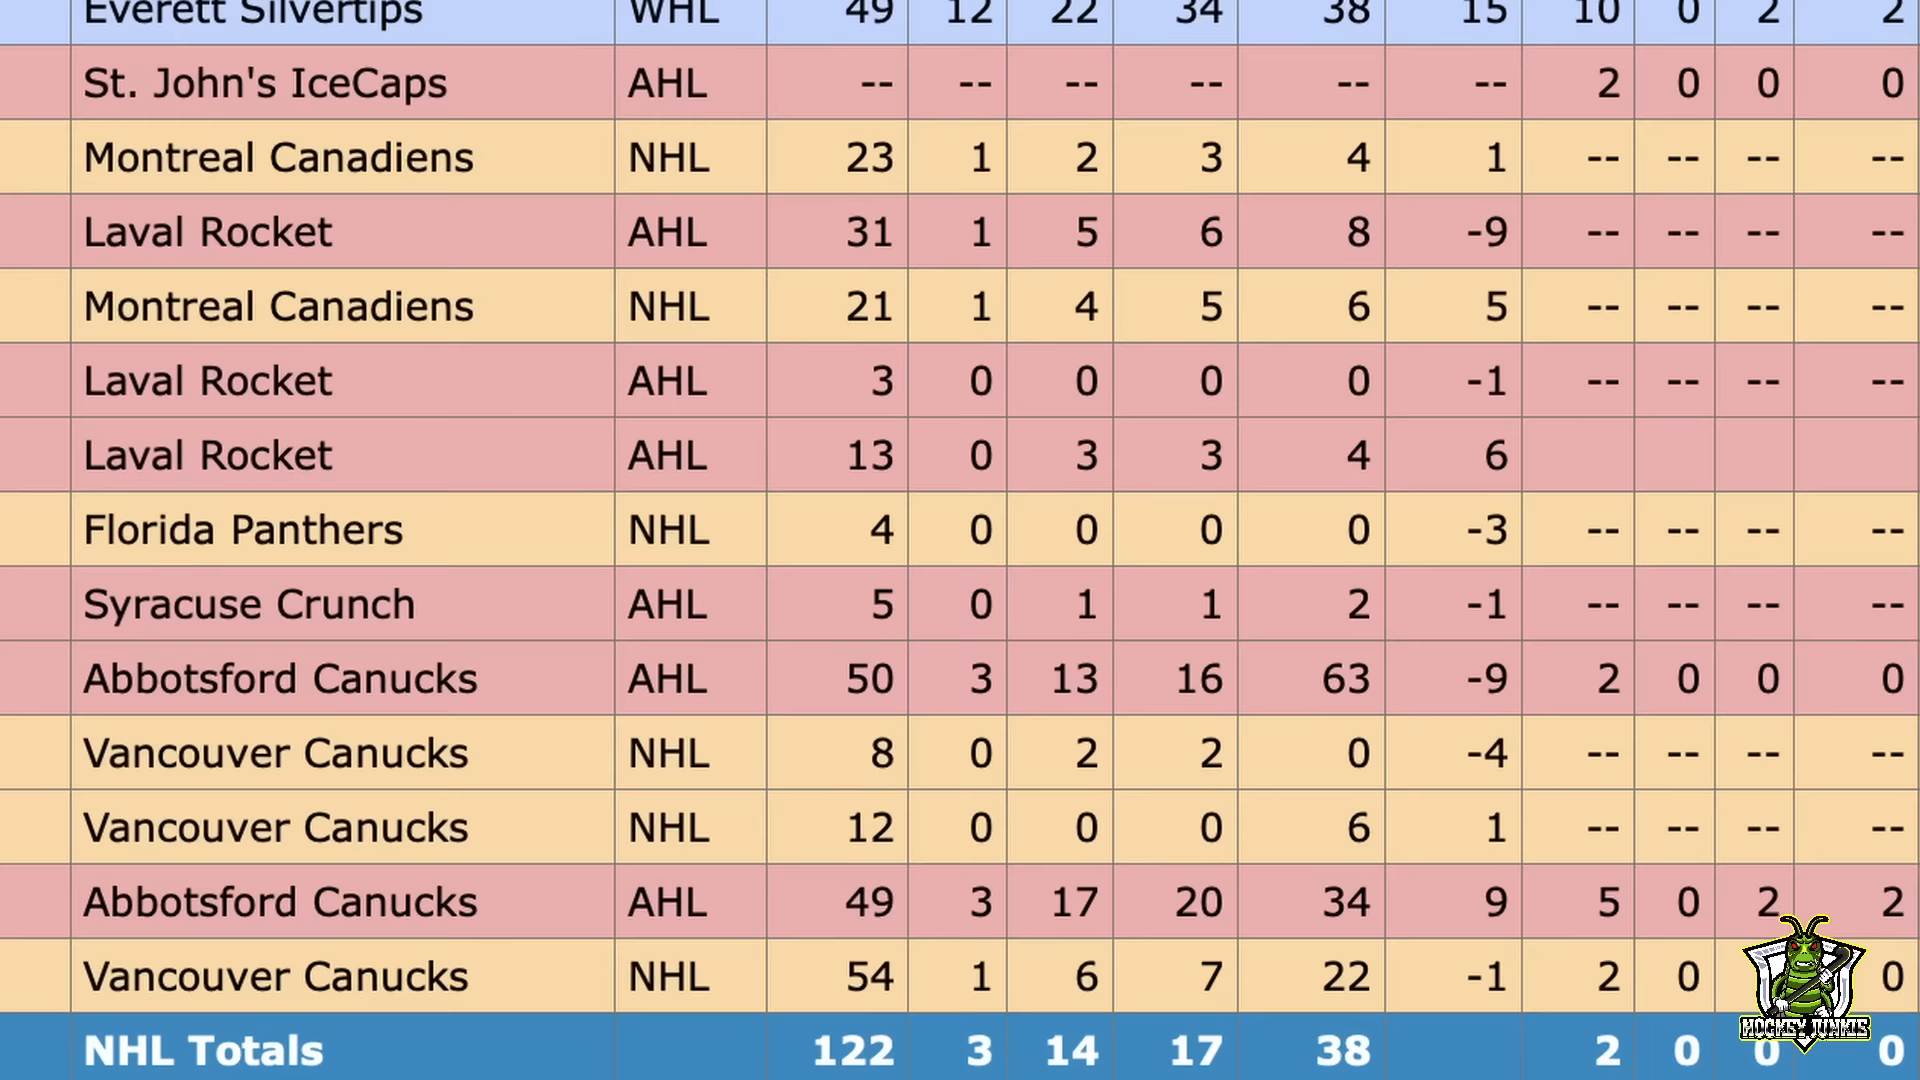 Everett Silvertips WHL 49 12 22 34 38 15 10 0 2 2
St. John's IceCaps AHL -- -- -- -- -- -- 2 0 0 0
Montreal Canadiens NHL 23 1 2 3 4 1 -- -- -- --
Laval Rocket AHL 31 1 5 6 8 -9 -- -- -- --
Montreal Canadiens NHL 21 1 4 5 6 5 -- -- -- --
Laval Rocket AHL 3 0 0 0 0 -1 -- -- -- --
Laval Rocket AHL 13 0 3 3 4 6
Florida Panthers NHL 4 0 0 0 0 -3 -- -- -- --
Syracuse Crunch AHL 5 0 1 1 2 -1 -- -- -- --
Abbotsford Canucks AHL 50 3 13 16 63 -9 2 0 0 0
Vancouver Canucks NHL 8 0 2 2 0 -4 -- -- -- --
Vancouver Canucks NHL 12 0 0 0 6 1 -- -- -- --
Abbotsford Canucks AHL 49 3 17 20 34 9 5 0 2 2
Vancouver Canucks NHL 54 1 6 7 22 -1 2 0 0
HOCKEY JUNKIE
NHL Totals 122 3 14 17 38 2 0 0 0